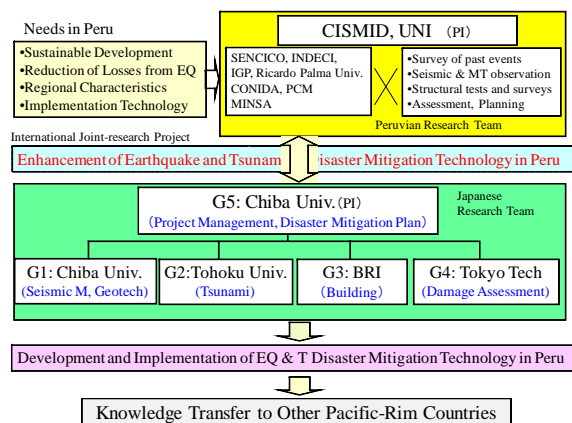 Needs in Peru
•Sustainable Development
•Reduction of Losses from EQ
•Regional Characteristics
•Implementation Technology
CISMID, UNI (PI)
SENCICO, INDECI,
IGP, Ricardo Palma Univ.
CONIDA, PCM
MINSA
•Survey of past events
•Seismic & MT observation
•Structural tests and surveys
•Assessment, Planning
Peruvian Research Team
International Joint-research Project
Enhancement of Earthquake and Tsunam Disaster Mitigation Technology in Peru
G5: Chiba Univ.(PI)
(Project Management, Disaster Mitigation Plan)
Japanese
Research Team
G1: Chiba Univ.
(Seismic M, Geotech)
G2:Tohoku Univ.
(Tsunami)
G3: BRI
(Building)
G4: Tokyo Tech
(Damage Assessment)
Development and Implementation of EQ & T Disaster Mitigation Technology in Peru
Knowledge Transfer to Other Pacific-Rim Countries